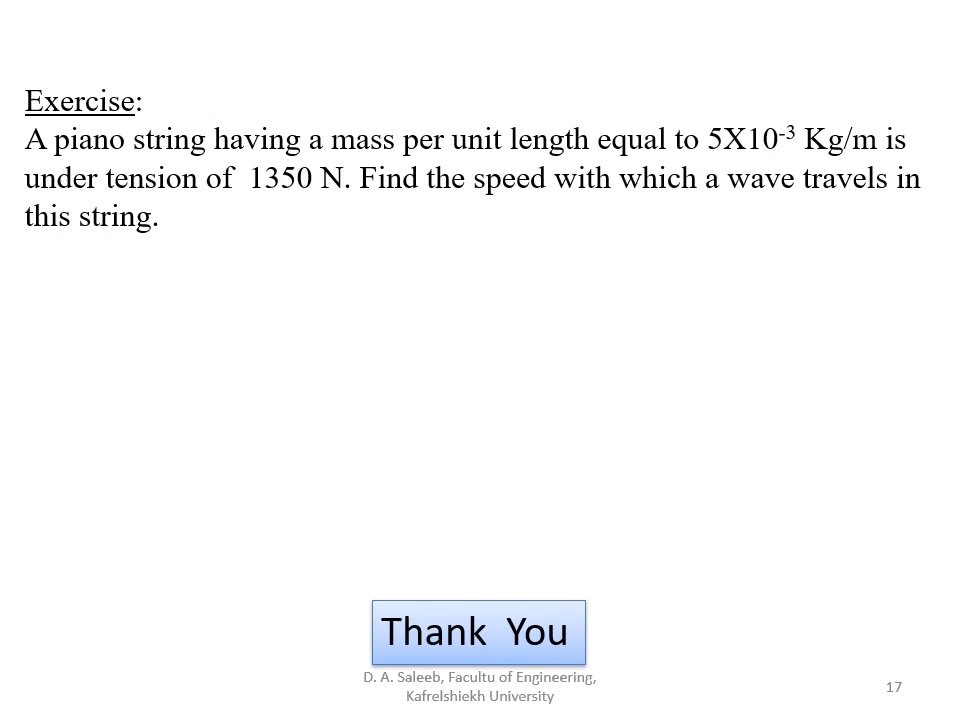 Exercise:
A piano string having a mass per unit length equal to 5X10⁻³ Kg/m is
under tension of  1350 N. Find the speed with which a wave travels in
this string.
Thank  You
D. A. Saleeb, Facultu of Engineering,
Kafrelshiekh University
17